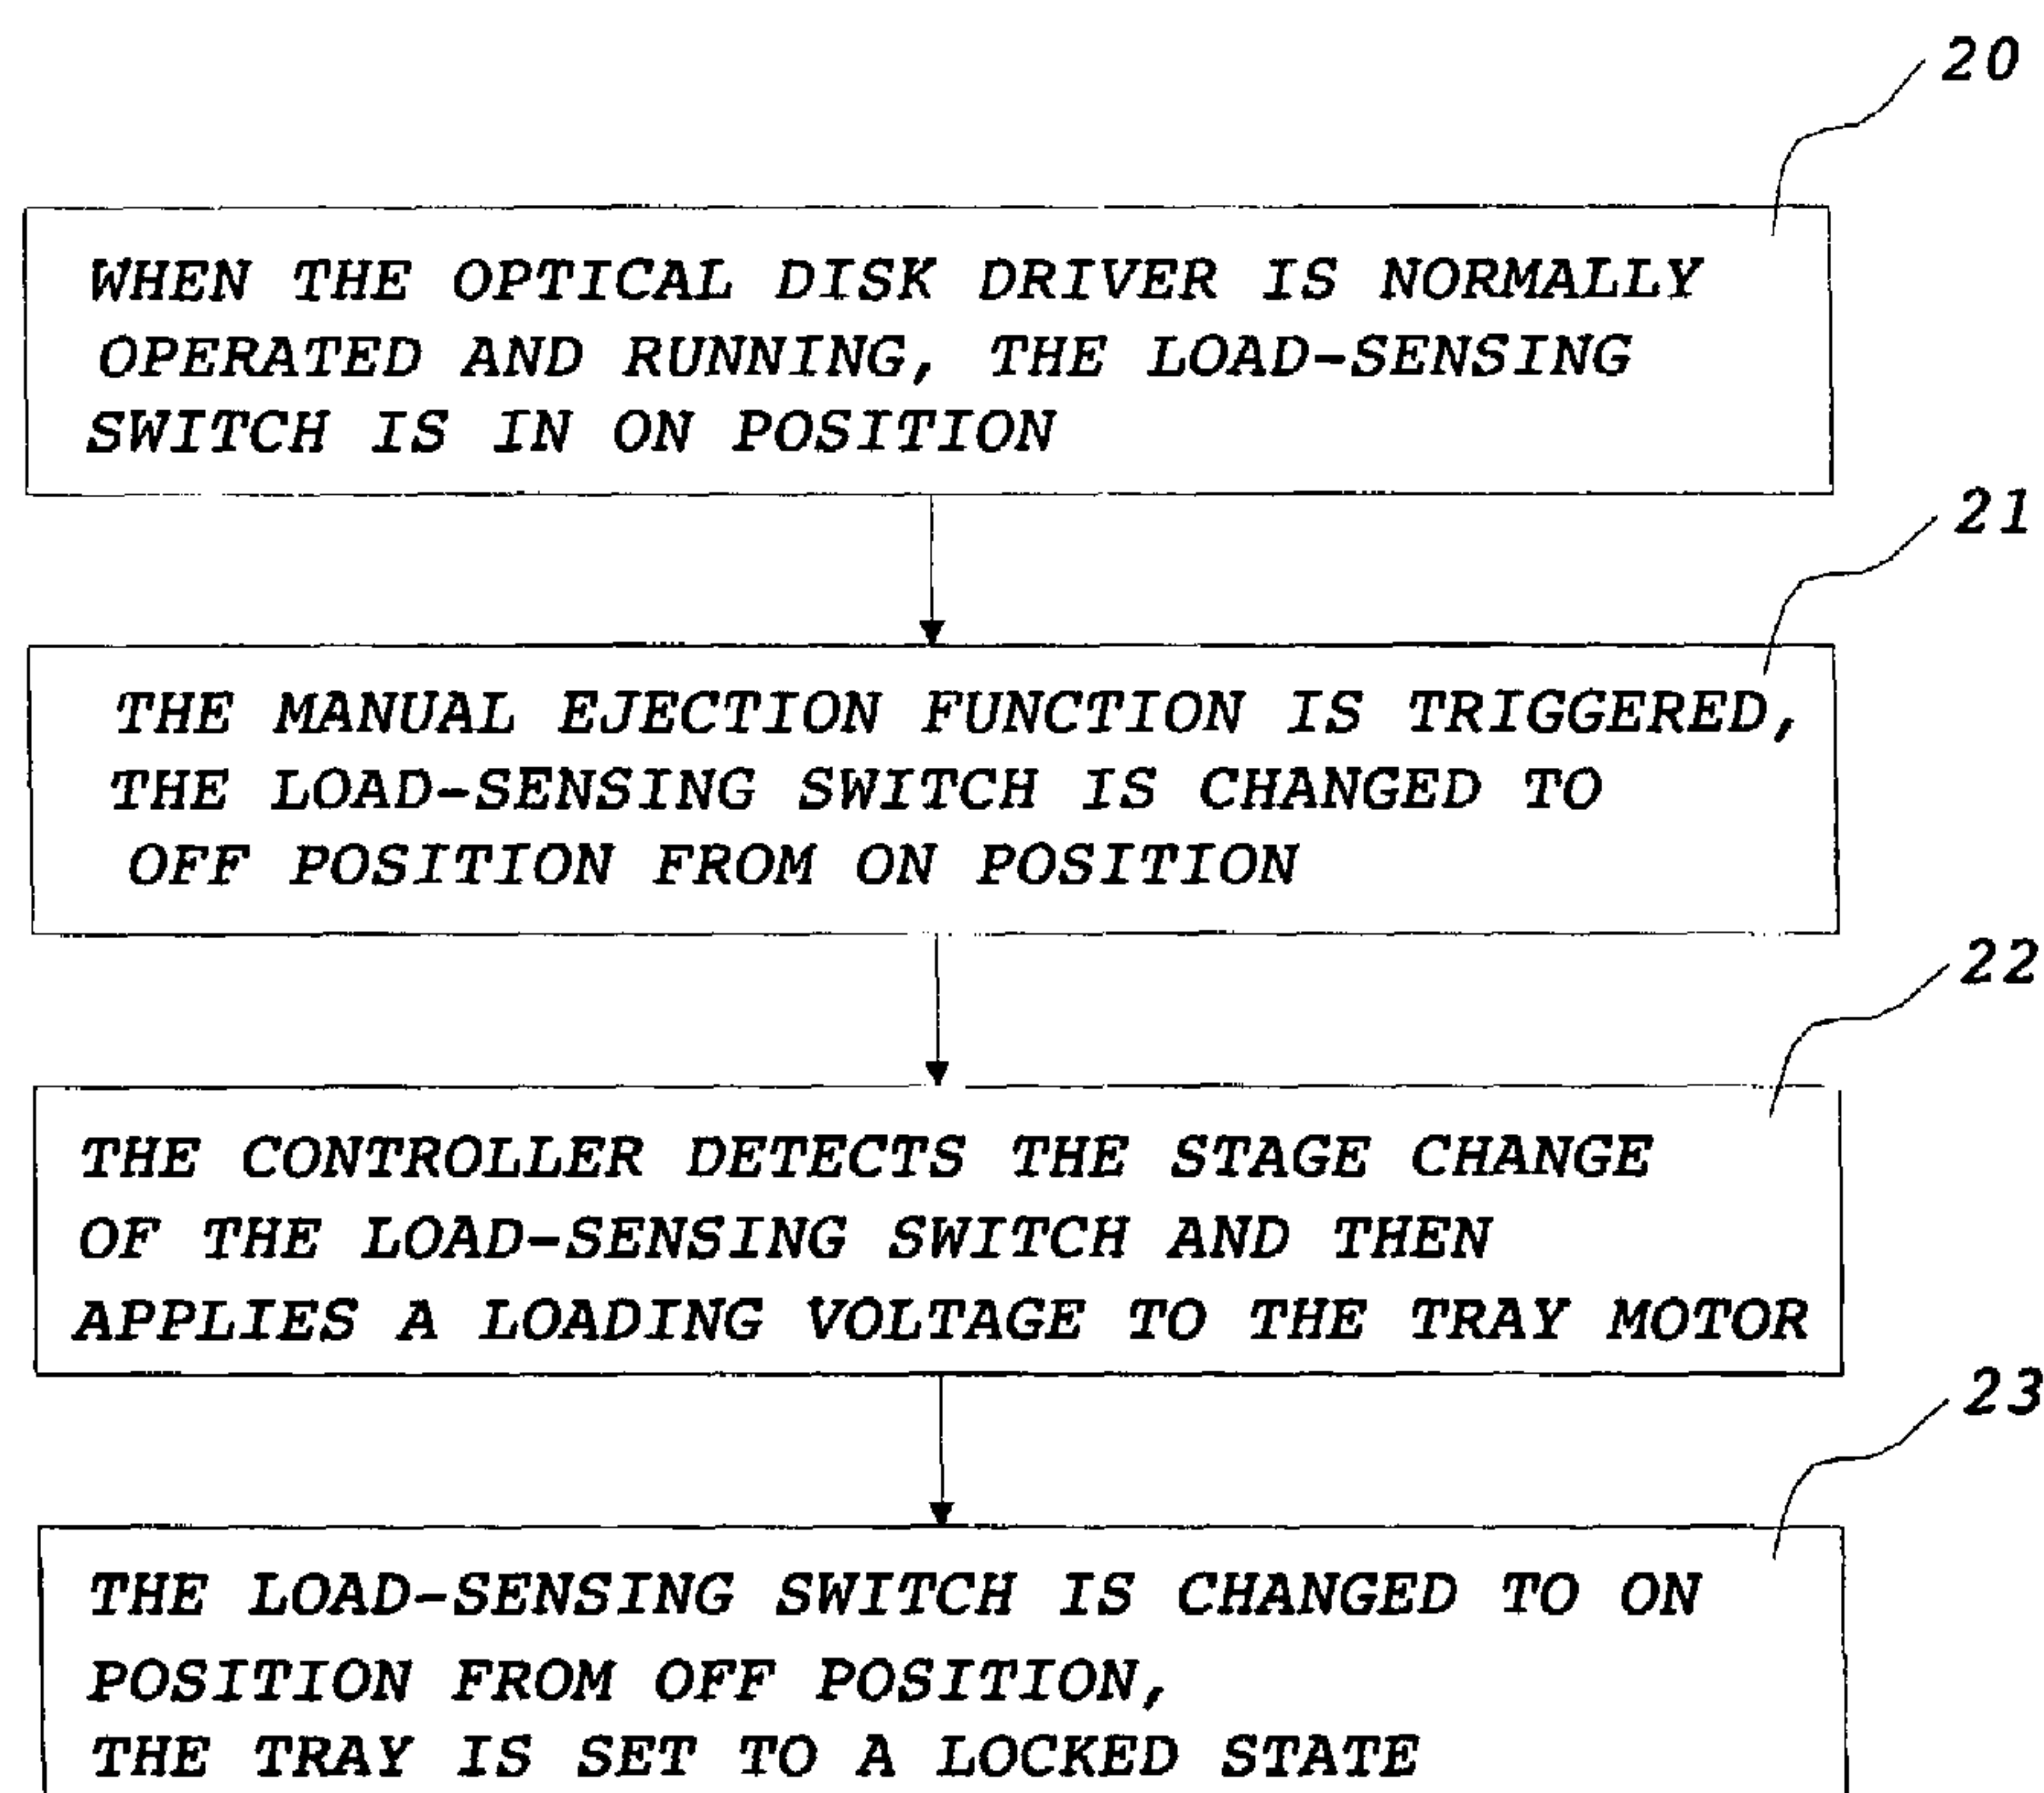 20
WHEN THE OPTICAL DISK DRIVER IS NORMALLY
OPERATED AND RUNNING, THE LOAD-SENSING
SWITCH IS IN ON POSITION
21
THE MANUAL EJECTION FUNCTION IS TRIGGERED,
THE LOAD-SENSING SWITCH IS CHANGED TO
OFF POSITION FROM ON POSITION
22
THE CONTROLLER DETECTS THE STAGE CHANGE
OF THE LOAD-SENSING SWITCH AND THEN
APPLIES A LOADING VOLTAGE TO THE TRAY MOTOR
23
THE LOAD-SENSING SWITCH IS CHANGED TO ON
POSITION FROM OFF POSITION,
THE TRAY IS SET TO A LOCKED STATE